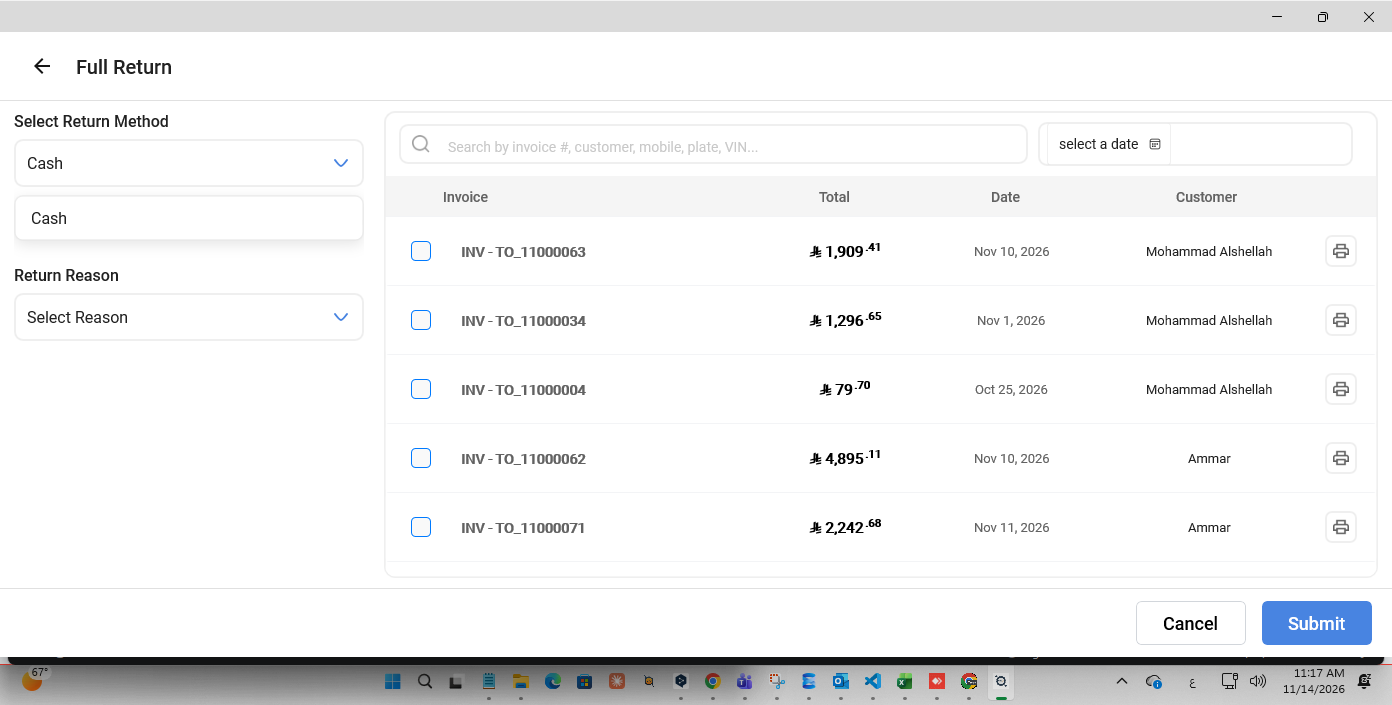 Full Return
Select Return Method
Cash
Cash
Return Reason
Select Reason
Search by invoice #, customer, mobile, plate, VIN...
select a date
Invoice Total Date Customer
INV - TO_11000063 1,909.41 Nov 10, 2026 Mohammad Alshellah
INV - TO_11000034 1,296.65 Nov 1, 2026 Mohammad Alshellah
INV - TO_11000004 79.70 Oct 25, 2026 Mohammad Alshellah
INV - TO_11000062 4,895.11 Nov 10, 2026 Ammar
INV - TO_11000071 2,242.68 Nov 11, 2026 Ammar
Cancel Submit
67°
ع
11:17 AM
11/14/2026